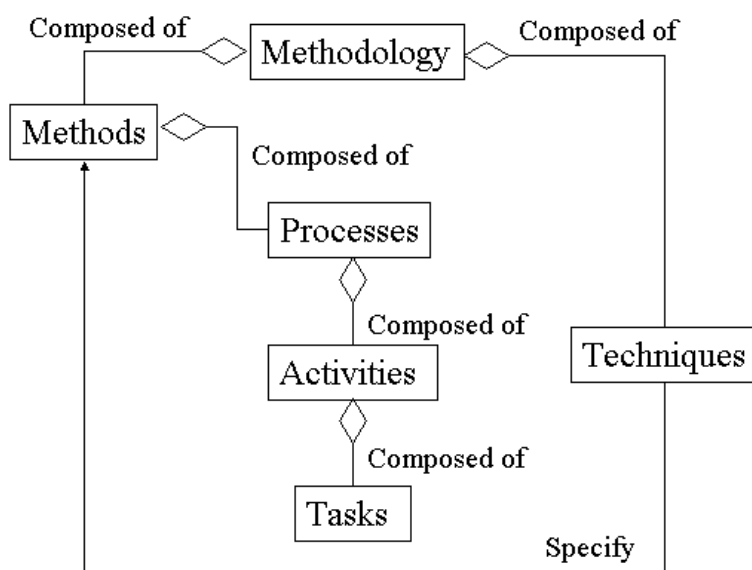 Composed of
Methodology
Composed of
Methods
Composed of
Processes
Composed of
Techniques
Activities
Composed of
Tasks
Specify